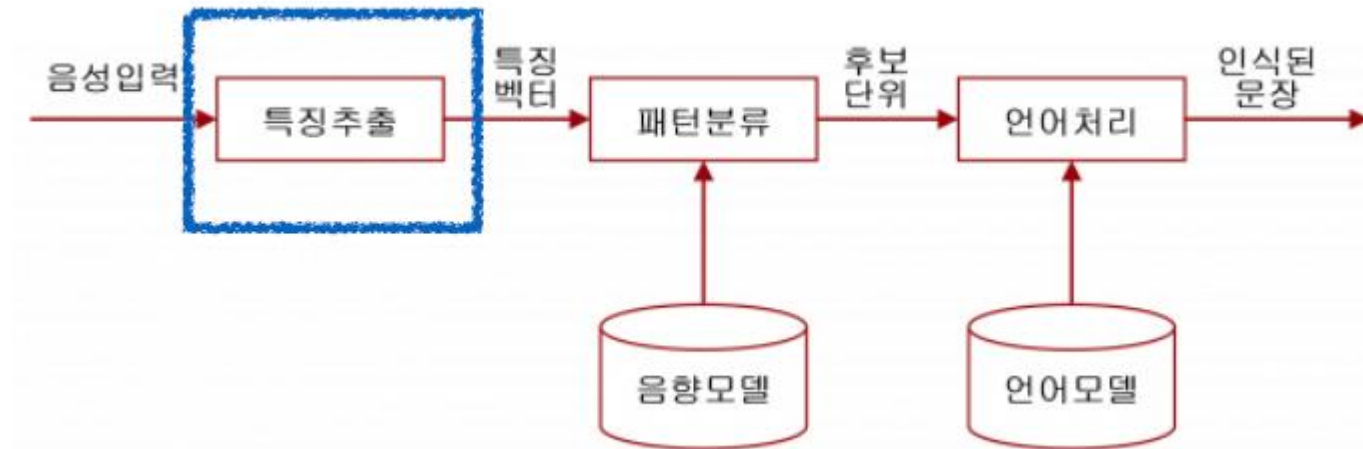 음성입력
특징추출
특징
벡터
패턴분류
후보
단위
언어처리
인식된
문장
음향모델
언어모델